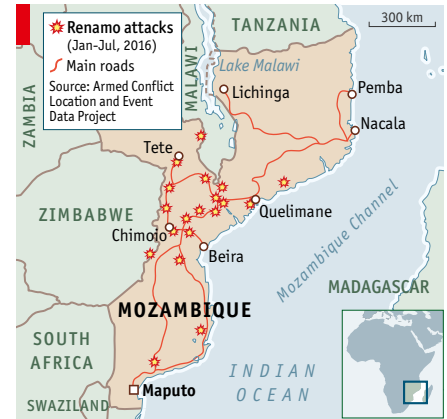 Renamo attacks
(Jan-Jul, 2016)
Main roads
Source: Armed Conflict
Location and Event
Data Project
TANZANIA
300 km
ZAMBIA
MALAWI
Lake Malawi
Lichinga
Pemba
Nacala
Tete
ZIMBABWE
Chimoio
Quelimane
Beira
Mozambique Channel
MADAGASCAR
MOZAMBIQUE
SOUTH
AFRICA
INDIAN
OCEAN
Maputo
SWAZILAND